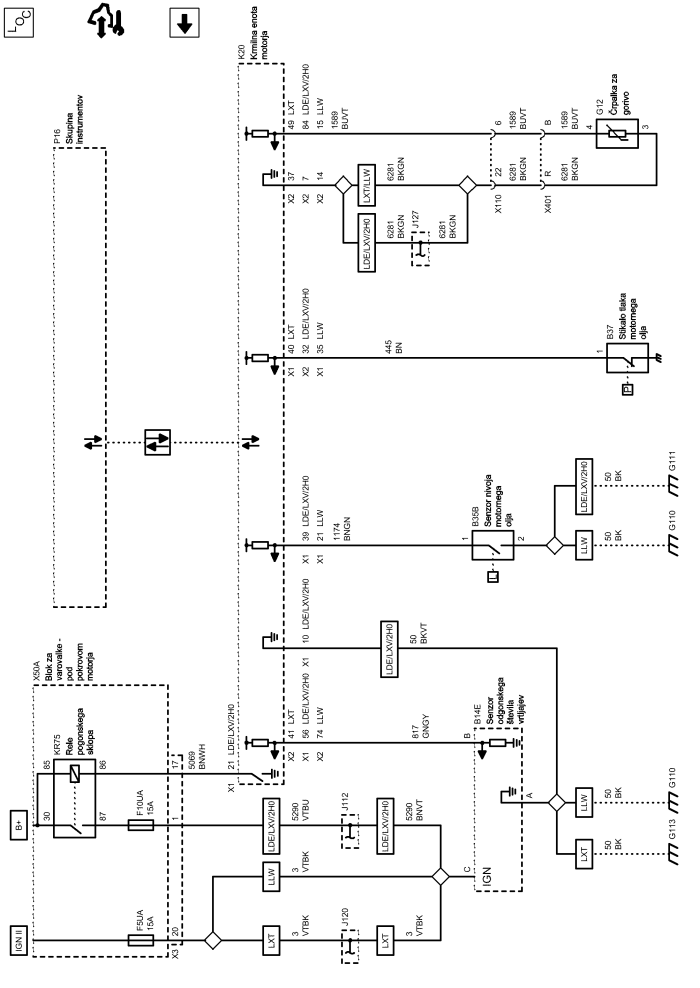 LOC
P16
Skupina
instrumentov
K20
Krmilna enota
motorja
X50A
Blok za
varovalke -
pod
pokrovom
motorja
KR75
Rele
pogonskega
sklopa
B+
IGN II
85
86
30
87
F10UA
15A
F5UA
15A
17
1
20
X3
5069
BNWH
X1 21 LDE/LXV/2H0
X2 41 LXT
X1 56 LDE/LXV/2H0
X2 74 LLW
X1 10 LDE/LXV/2H0
X1 39 LDE/LXV/2H0
X1 21 LLW
1174
BNGN
X1 40 LXT
X2 32 LDE/LXV/2H0
X1 35 LLW
X2 37
X2 7
X2 14
49 LXT
84 LDE/LXV/2H0
15 LLW
1589
BUVT
LXT/LLW
LDE/LXV/2H0
6281
BKGN
6281
BKGN
J127
6281
BKGN
X110 22
6
6281
BKGN
1589
BUVT
X401 R
B
6281
BKGN
1589
BUVT
G12
Črpalka za
gorivo
4
3
445
BN
B37
Stikalo tlaka
motornega
olja
1
P
B35B
Senzor nivoja
motornega
olja
1
2
L
LDE/LXV/2H0
LLW
50
BK
50
BK
G111
G110
LDE/LXV/2H0
50
BKVT
817
GNGY
B14E
Senzor
odgonskega
števila
vrtljajev
B
A
C
IGN
LLW
LXT
50
BK
50
BK
G110
G113
LDE/LXV/2H0
5290
VTBU
J112
LDE/LXV/2H0
5290
BNVT
LLW
3
VTBK
LXT
3
VTBK
J120
LXT
3
VTBK